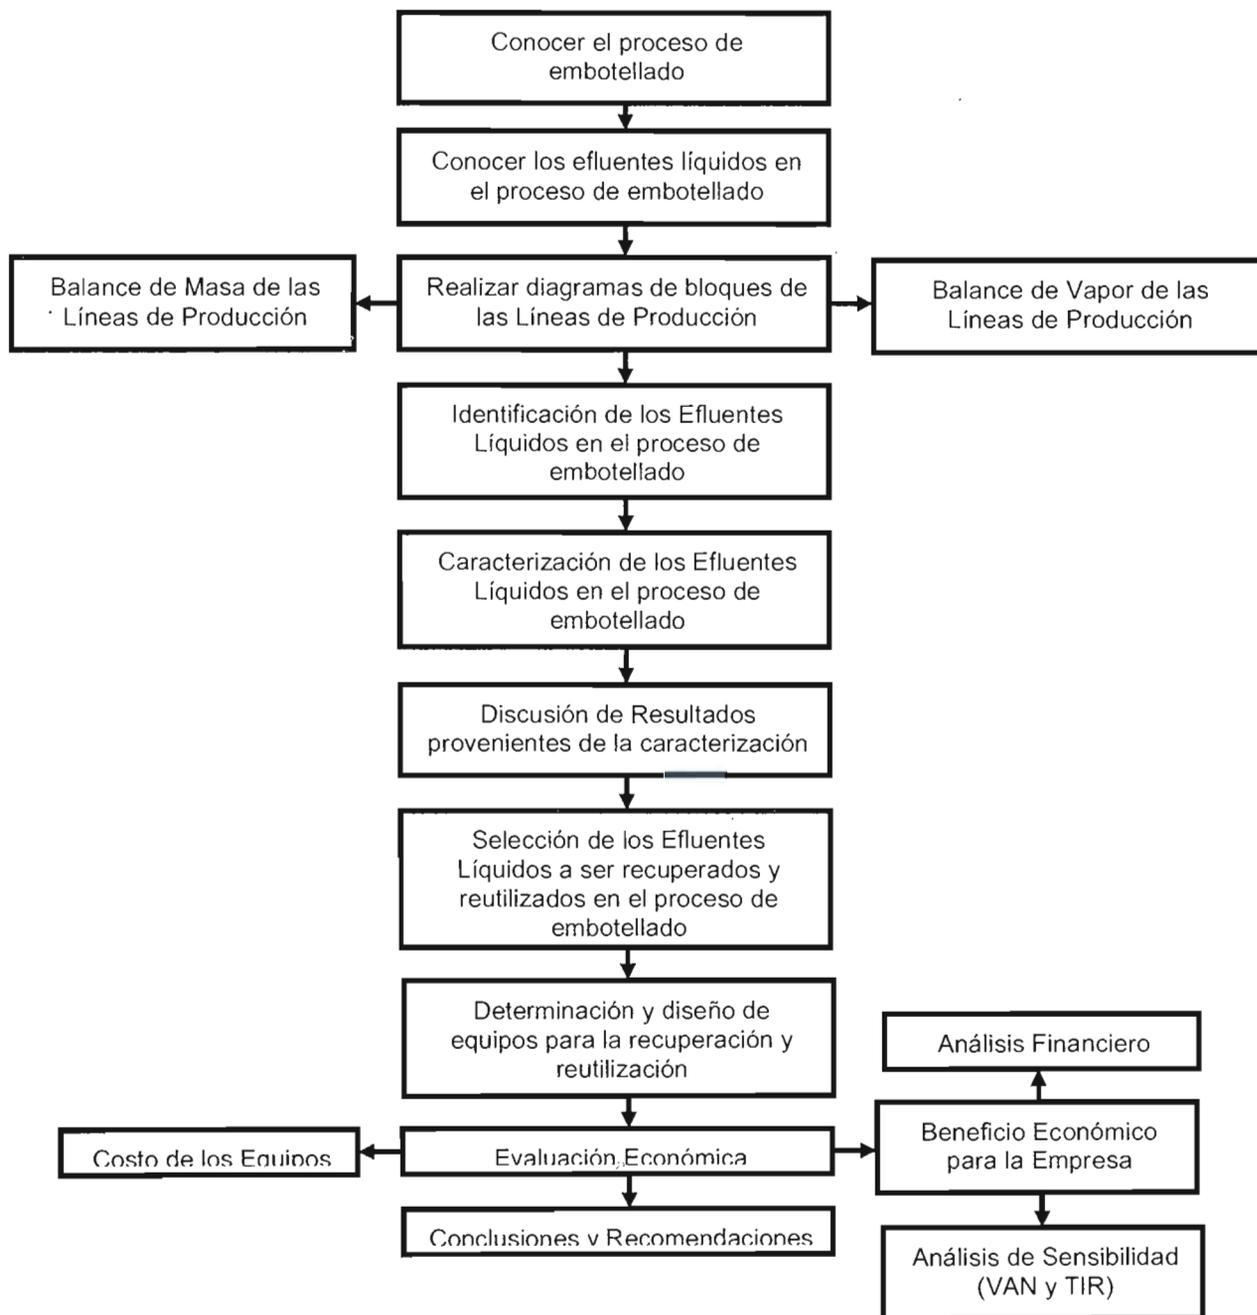 Conocer el proceso de
embotellado
Conocer los efluentes líquidos en
el proceso de embotellado
Balance de Masa de las
Líneas de Producción
Realizar diagramas de bloques de
las Líneas de Producción
Balance de Vapor de las
Líneas de Producción
Identificación de los Efluentes
Líquidos en el proceso de
embotellado
Caracterización de los Efluentes
Líquidos en el proceso de
embotellado
Discusión de Resultados
provenientes de la caracterización
Selección de los Efluentes
Líquidos a ser recuperados y
reutilizados en el proceso de
embotellado
Determinación y diseño de
equipos para la recuperación y
reutilización
Análisis Financiero
Costo de los Equipos
Evaluación Económica
Beneficio Económico
para la Empresa
Conclusiones y Recomendaciones
Análisis de Sensibilidad
(VAN y TIR)